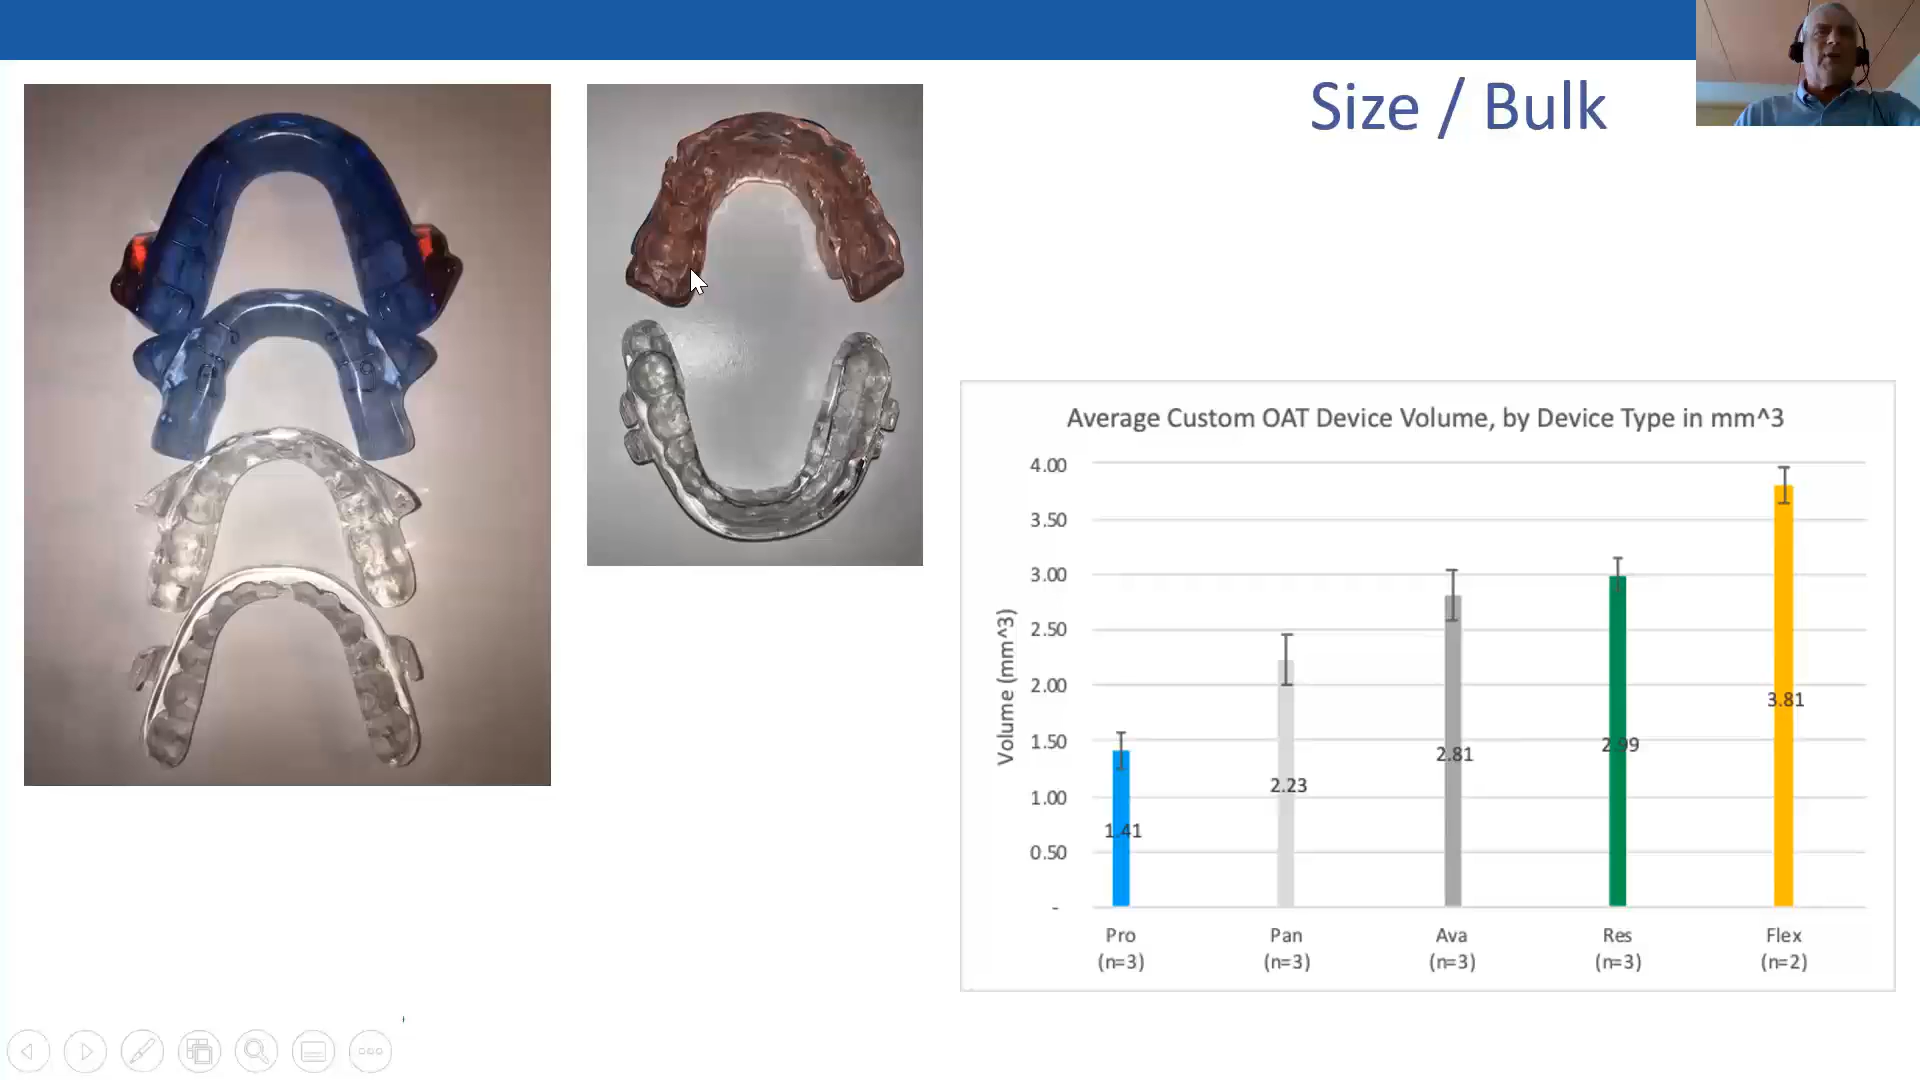 Size / Bulk
Average Custom OAT Device Volume, by Device Type in mm^3
Volume (mm^3)
4.00
3.50
3.00
2.50
2.00
1.50
1.00
0.50
-
1.41
2.23
2.81
2.99
3.81
Pro
(n=3)
Pan
(n=3)
Ava
(n=3)
Res
(n=3)
Flex
(n=2)